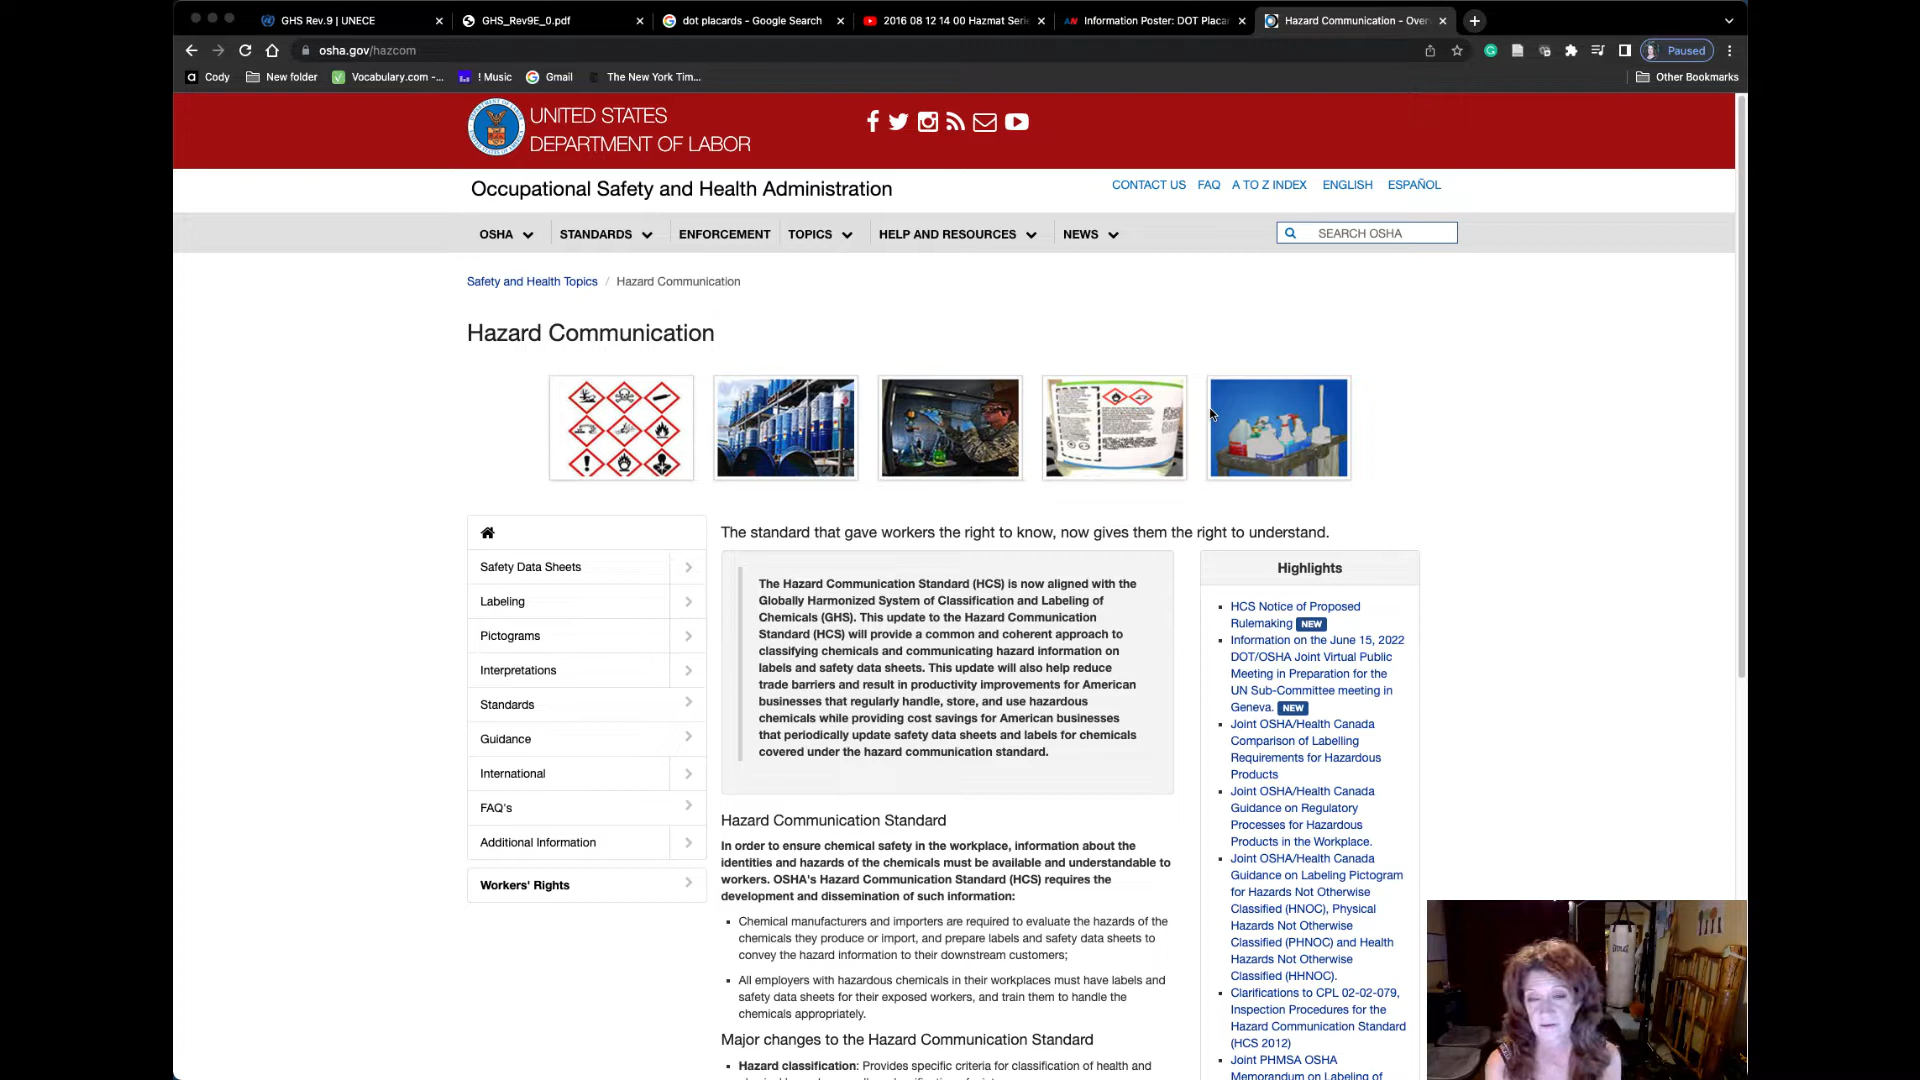 GHS Rev.9 | UNECE
GHS_Rev9E_0.pdf
dot placards - Google Search
2016 08 12 14 00 Hazmat Serie
Information Poster: DOT Placar
Hazard Communication - Over
osha.gov/hazcom
Paused
Cody
New folder
Vocabulary.com -...
! Music
Gmail
The New York Tim...
Other Bookmarks
UNITED STATES
DEPARTMENT OF LABOR
Occupational Safety and Health Administration
CONTACT US FAQ A TO Z INDEX ENGLISH ESPAÑOL
OSHA STANDARDS ENFORCEMENT TOPICS HELP AND RESOURCES NEWS
SEARCH OSHA
Safety and Health Topics / Hazard Communication
Hazard Communication
Safety Data Sheets
Labeling
Pictograms
Interpretations
Standards
Guidance
International
FAQ's
Additional Information
Workers' Rights
The standard that gave workers the right to know, now gives them the right to understand.
The Hazard Communication Standard (HCS) is now aligned with the
Globally Harmonized System of Classification and Labeling of
Chemicals (GHS). This update to the Hazard Communication
Standard (HCS) will provide a common and coherent approach to
classifying chemicals and communicating hazard information on
labels and safety data sheets. This update will also help reduce
trade barriers and result in productivity improvements for American
businesses that regularly handle, store, and use hazardous
chemicals while providing cost savings for American businesses
that periodically update safety data sheets and labels for chemicals
covered under the hazard communication standard.
Hazard Communication Standard
In order to ensure chemical safety in the workplace, information about the
identities and hazards of the chemicals must be available and understandable to
workers. OSHA's Hazard Communication Standard (HCS) requires the
development and dissemination of such information:
▪ Chemical manufacturers and importers are required to evaluate the hazards of the
chemicals they produce or import, and prepare labels and safety data sheets to
convey the hazard information to their downstream customers;
▪ All employers with hazardous chemicals in their workplaces must have labels and
safety data sheets for their exposed workers, and train them to handle the
chemicals appropriately.
Major changes to the Hazard Communication Standard
▪ Hazard classification: Provides specific criteria for classification of health and
Highlights
▪ HCS Notice of Proposed
Rulemaking NEW
▪ Information on the June 15, 2022
DOT/OSHA Joint Virtual Public
Meeting in Preparation for the
UN Sub-Committee meeting in
Geneva. NEW
▪ Joint OSHA/Health Canada
Comparison of Labelling
Requirements for Hazardous
Products
▪ Joint OSHA/Health Canada
Guidance on Regulatory
Processes for Hazardous
Products in the Workplace.
▪ Joint OSHA/Health Canada
Guidance on Labeling Pictogram
for Hazards Not Otherwise
Classified (HNOC), Physical
Hazards Not Otherwise
Classified (PHNOC) and Health
Hazards Not Otherwise
Classified (HHNOC).
▪ Clarifications to CPL 02-02-079,
Inspection Procedures for the
Hazard Communication Standard
(HCS 2012)
▪ Joint PHMSA OSHA
Memorandum on Labeling of